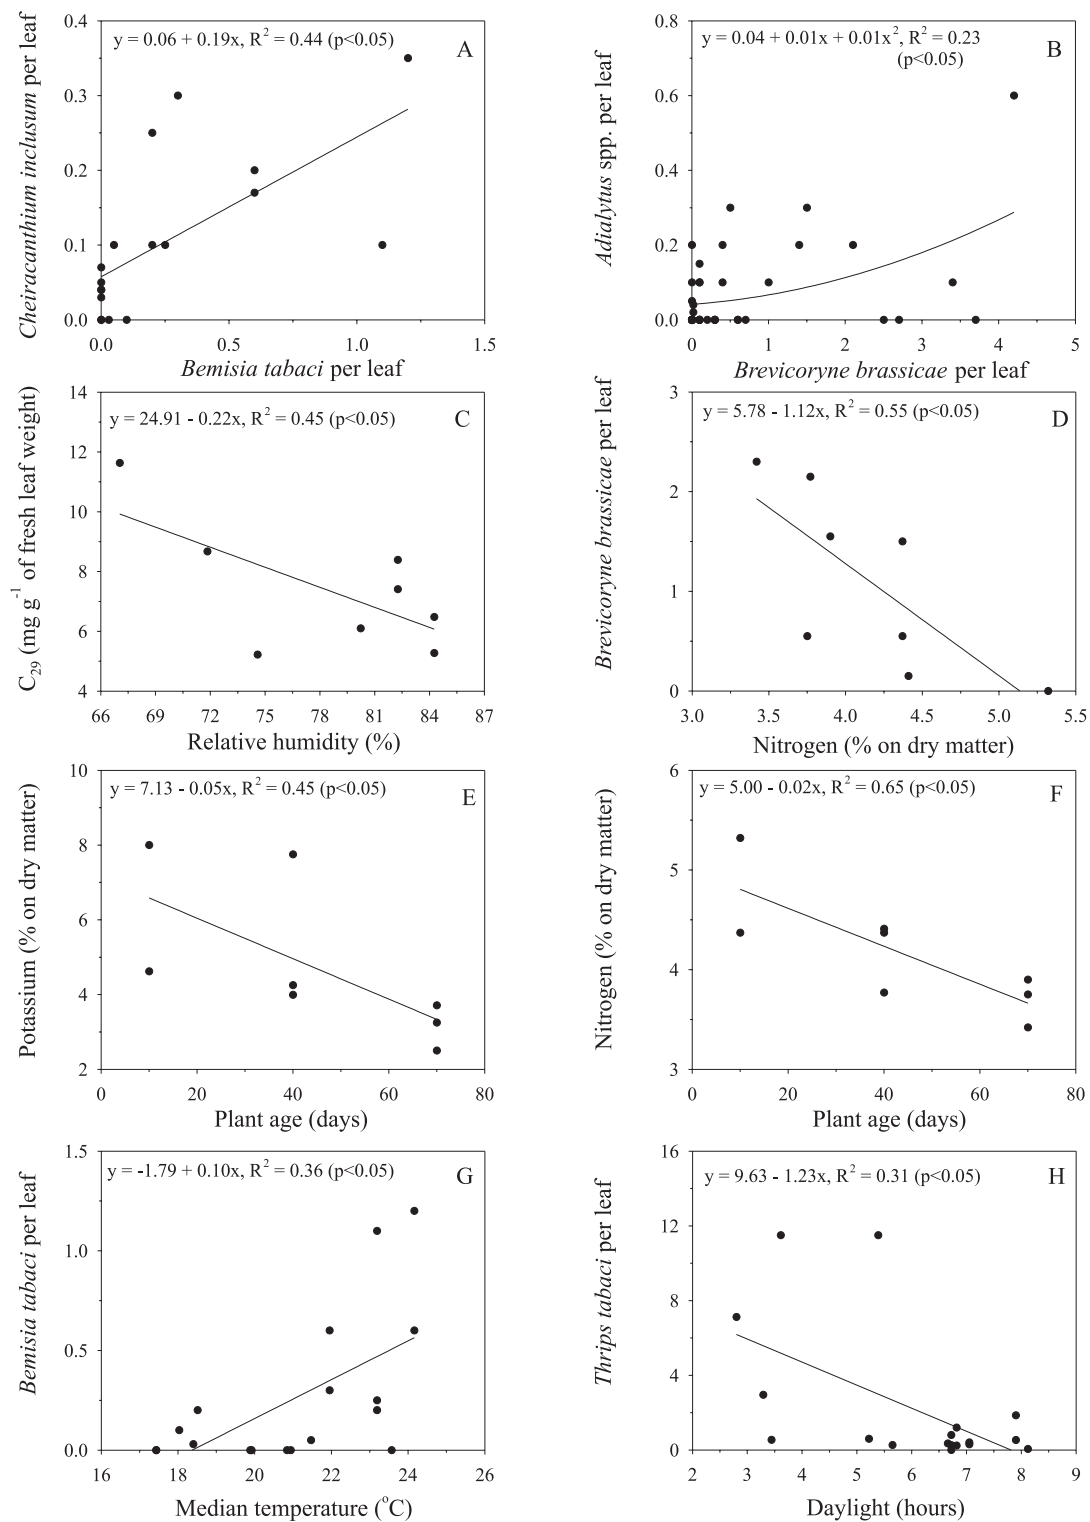 y = 0.06 + 0.19x, R² = 0.44 (p<0.05)
A
Cheiracanthium inclusum per leaf
0.4
0.3
0.2
0.1
0.0
0.0 0.5 1.0 1.5
Bemisia tabaci per leaf
y = 0.04 + 0.01x + 0.01x², R² = 0.23
(p<0.05)
B
Adialytus spp. per leaf
0.8
0.6
0.4
0.2
0.0
0 1 2 3 4 5
Brevicoryne brassicae per leaf
y = 24.91 - 0.22x, R² = 0.45 (p<0.05)
C
C₂₉ (mg g⁻¹ of fresh leaf weight)
14
12
10
8
6
4
66 69 72 75 78 81 84 87
Relative humidity (%)
y = 5.78 - 1.12x, R² = 0.55 (p<0.05)
D
Brevicoryne brassicae per leaf
3
2
1
0
3.0 3.5 4.0 4.5 5.0 5.5
Nitrogen (% on dry matter)
y = 7.13 - 0.05x, R² = 0.45 (p<0.05)
E
Potassium (% on dry matter)
10
8
6
4
2
0 20 40 60 80
Plant age (days)
y = 5.00 - 0.02x, R² = 0.65 (p<0.05)
F
Nitrogen (% on dry matter)
6
5
4
3
0 20 40 60 80
Plant age (days)
y = -1.79 + 0.10x, R² = 0.36 (p<0.05)
G
Bemisia tabaci per leaf
1.5
1.0
0.5
0.0
16 18 20 22 24 26
Median temperature (°C)
y = 9.63 - 1.23x, R² = 0.31 (p<0.05)
H
Thrips tabaci per leaf
16
12
8
4
0
2 3 4 5 6 7 8 9
Daylight (hours)